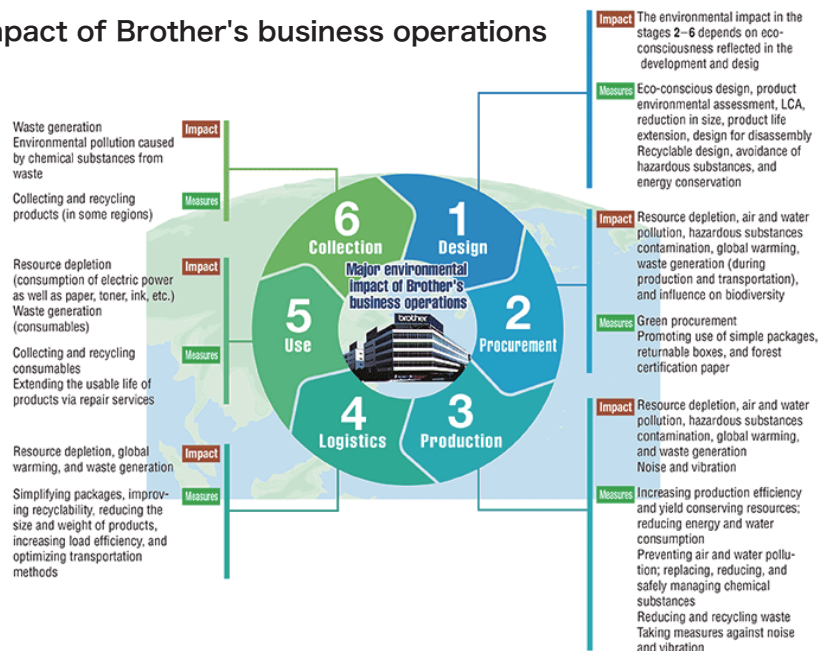 mpact of Brother's business operations
Impact
The environmental impact in the
stages 2–6 depends on eco-
consciousness reflected in the
development and desig
Measures
Eco-conscious design, product
environmental assessment, LCA,
reduction in size, product life
extension, design for disassembly
Recyclable design, avoidance of
hazardous substances, and
energy conservation
Impact
Resource depletion, air and water
pollution, hazardous substances
contamination, global warming,
waste generation (during
production and transportation),
and influence on biodiversity
Measures
Green procurement
Promoting use of simple packages,
returnable boxes, and forest
certification paper
Impact
Resource depletion, air and water
pollution, hazardous substances
contamination, global warming,
and waste generation
Noise and vibration
Measures
Increasing production efficiency
and yield conserving resources;
reducing energy and water
consumption
Preventing air and water pollu-
tion; replacing, reducing, and
safely managing chemical
substances
Reducing and recycling waste
Taking measures against noise
and vibration
Waste generation
Environmental pollution caused
by chemical substances from
waste
Impact
Collecting and recycling
products (in some regions)
Measures
Resource depletion
(consumption of electric power
as well as paper, toner, ink, etc.)
Waste generation
(consumables)
Impact
Collecting and recycling
consumables
Extending the usable life of
products via repair services
Measures
Resource depletion, global
warming, and waste generation
Impact
Simplifying packages, improv-
ing recyclability, reducing the
size and weight of products,
increasing load efficiency, and
optimizing transportation
methods
Measures
1
Design
2
Procurement
3
Production
4
Logistics
5
Use
6
Collection
Major environmental
impact of Brother's
business operations
brother